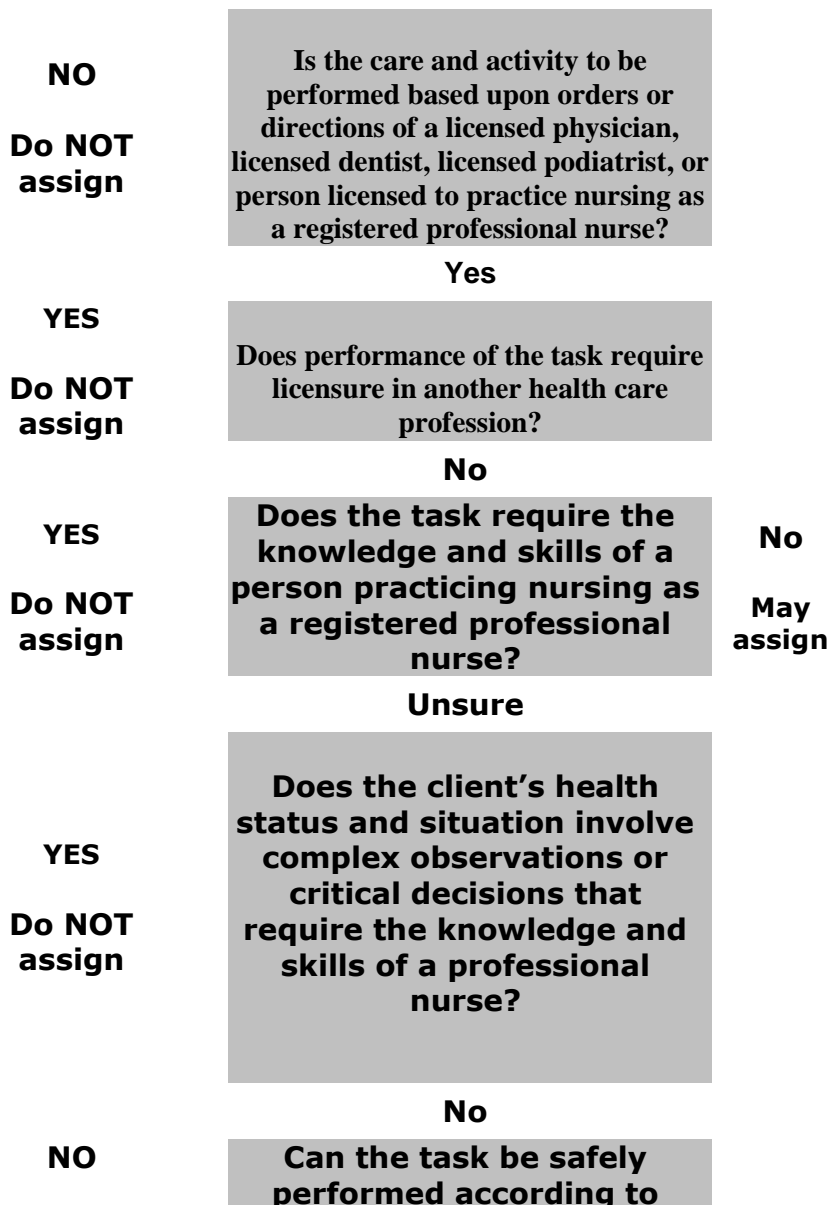 NO
Do NOT
assign
Is the care and activity to be
performed based upon orders or
directions of a licensed physician,
licensed dentist, licensed podiatrist, or
person licensed to practice nursing as
a registered professional nurse?
Yes
YES
Do NOT
assign
Does performance of the task require
licensure in another health care
profession?
No
YES
Do NOT
assign
Does the task require the
knowledge and skills of a
person practicing nursing as
a registered professional
nurse?
No
May
assign
Unsure
YES
Do NOT
assign
Does the client’s health
status and situation involve
complex observations or
critical decisions that
require the knowledge and
skills of a professional
nurse?
No
NO
Can the task be safely
performed according to